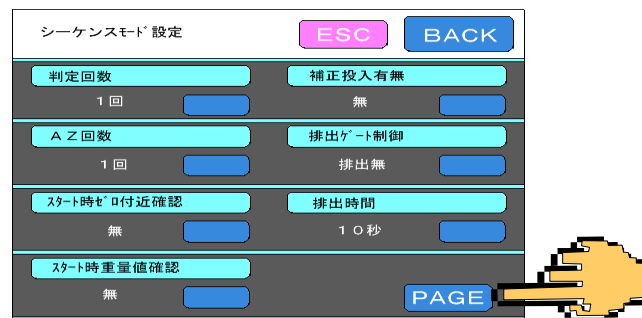 シーケンスﾓｰﾄﾞ設定
ESC
BACK
判定回数
1回
補正投入有無
無
ＡＺ回数
1回
排出ｹﾞｰﾄ制御
排出無
ｽﾀｰﾄ時ｾﾞﾛ付近確認
無
排出時間
１０秒
ｽﾀｰﾄ時重量値確認
無
PAGE